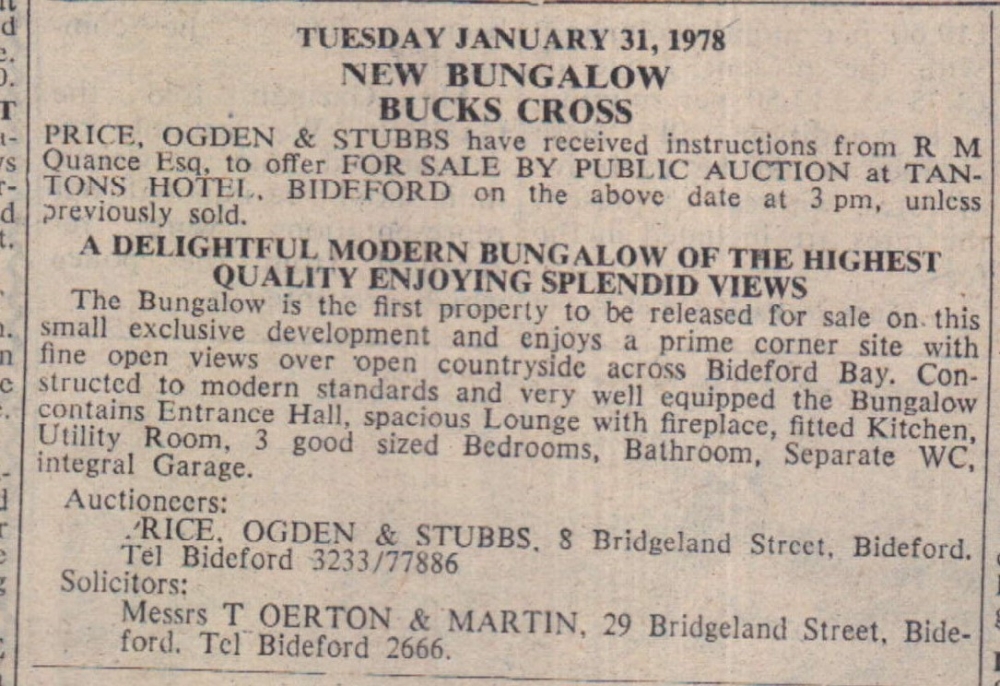 TUESDAY JANUARY 31, 1978
NEW BUNGALOW
BUCKS CROSS
PRICE, OGDEN & STUBBS have received instructions from R M
Quance Esq, to offer FOR SALE BY PUBLIC AUCTION at TAN-
TONS HOTEL, BIDEFORD on the above date at 3 pm, unless
previously sold.
A DELIGHTFUL MODERN BUNGALOW OF THE HIGHEST
QUALITY ENJOYING SPLENDID VIEWS
The Bungalow is the first property to be released for sale on this
small exclusive development and enjoys a prime corner site with
fine open views over open countryside across Bideford Bay. Con-
structed to modern standards and very well equipped the Bungalow
contains Entrance Hall, spacious Lounge with fireplace, fitted Kitchen,
Utility Room, 3 good sized Bedrooms, Bathroom, Separate WC,
integral Garage.
Auctioneers:
PRICE, OGDEN & STUBBS, 8 Bridgeland Street, Bideford.
Tel Bideford 3233/77886
Solicitors:
Messrs T OERTON & MARTIN, 29 Bridgeland Street, Bide-
ford. Tel Bideford 2666.